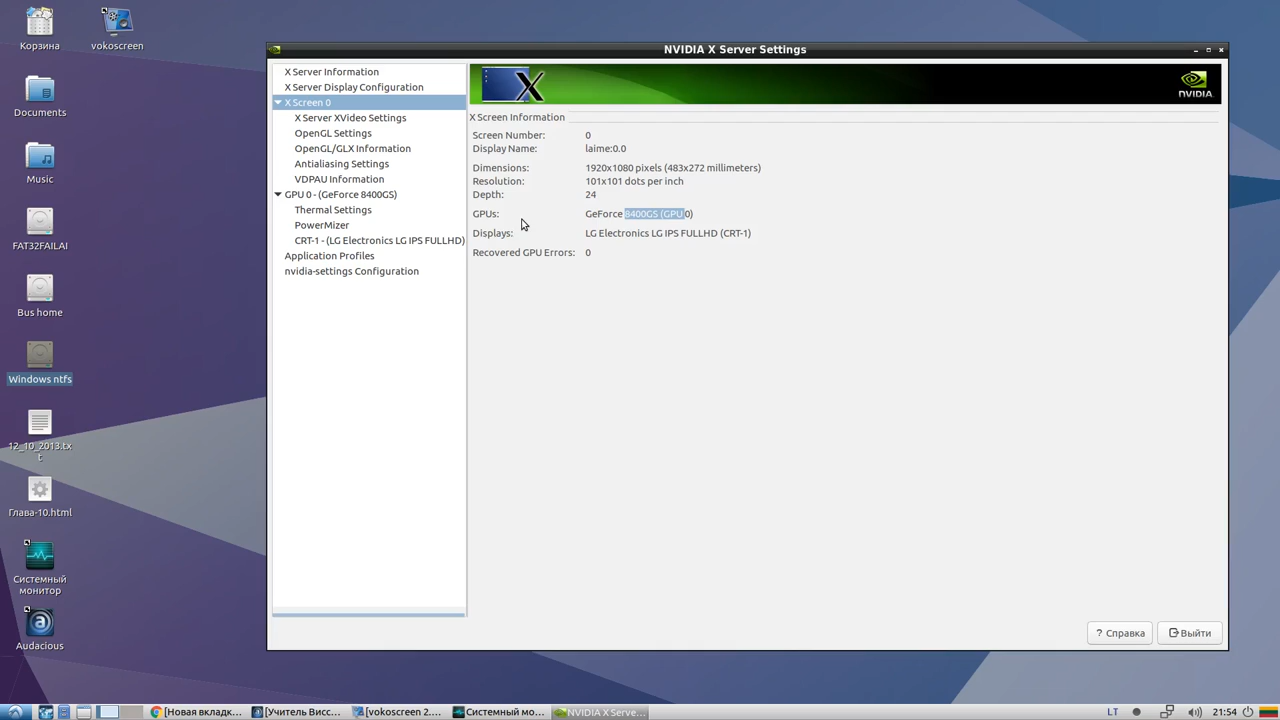 Корзина
vokoscreen
Documents
Music
FAT32FAILAI
Bus home
Windows ntfs
12_10_2013.tx
t
Глава-10.html
Системный
монитор
Audacious
NVIDIA X Server Settings
X Server Information
X Server Display Configuration
X Screen 0
X Server XVideo Settings
OpenGL Settings
OpenGL/GLX Information
Antialiasing Settings
VDPAU Information
GPU 0 - (GeForce 8400GS)
Thermal Settings
PowerMizer
CRT-1 - (LG Electronics LG IPS FULLHD)
Application Profiles
nvidia-settings Configuration
NVIDIA.
X Screen Information
Screen Number: 0
Display Name: laime:0.0
Dimensions: 1920x1080 pixels (483x272 millimeters)
Resolution: 101x101 dots per inch
Depth: 24
GPUs: GeForce 8400GS (GPU 0)
Displays: LG Electronics LG IPS FULLHD (CRT-1)
Recovered GPU Errors: 0
? Справка
Выйти
[Новая вкладк...
[Учитель Висс...
[vokoscreen 2....
Системный мо...
NVIDIA X Serve...
LT
21:54